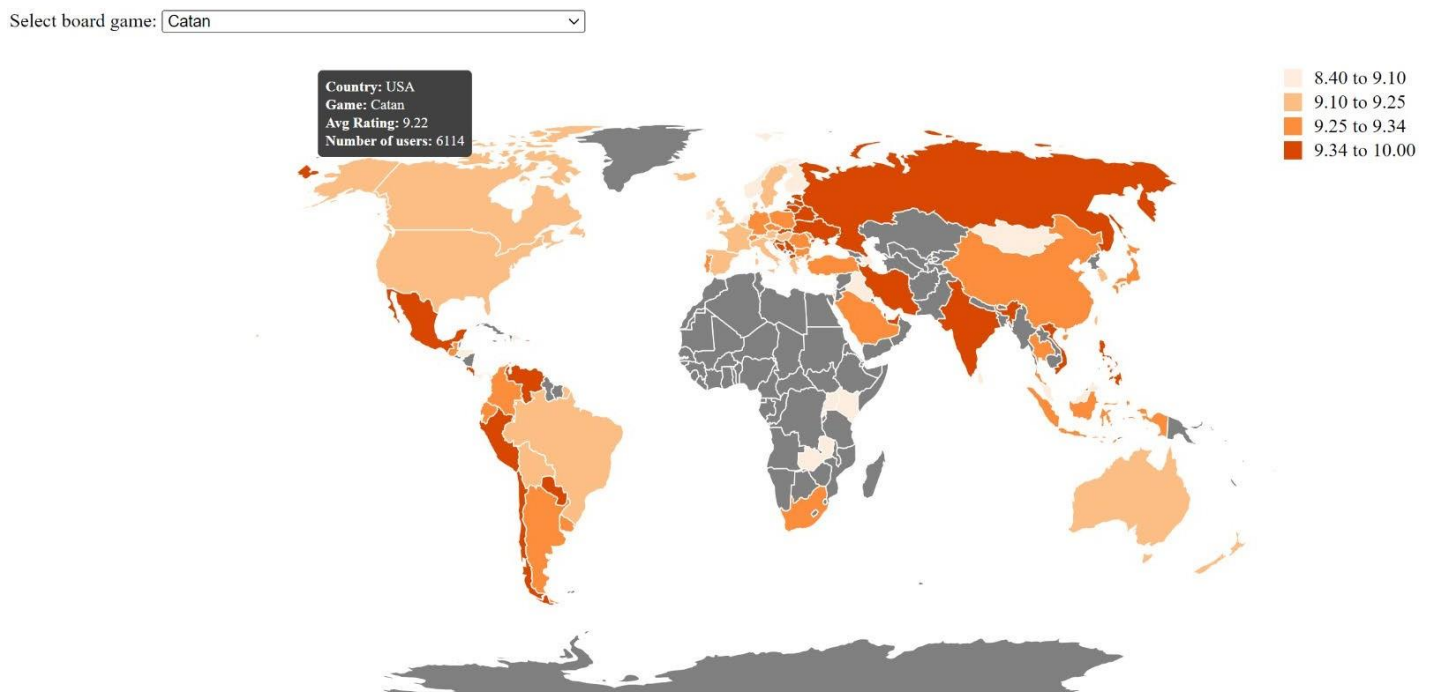 Select board game: Catan
Country: USA
Game: Catan
Avg Rating: 9.22
Number of users: 6114
8.40 to 9.10
9.10 to 9.25
9.25 to 9.34
9.34 to 10.00